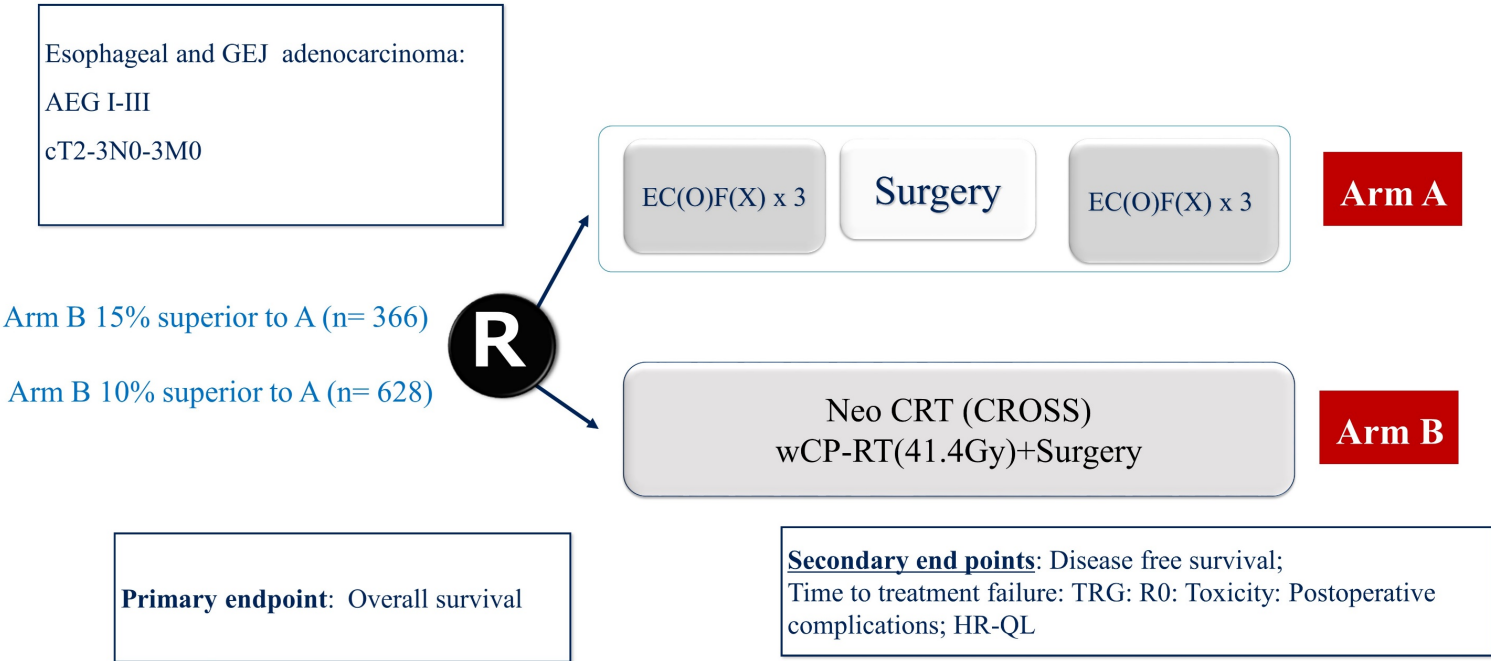 Esophageal and GEJ adenocarcinoma:
AEG I-III
cT2-3N0-3M0
EC(O)F(X) x 3
Surgery
EC(O)F(X) x 3
Arm A
Arm B 15% superior to A (n= 366)
R
Arm B 10% superior to A (n= 628)
Neo CRT (CROSS)
wCP-RT(41.4Gy)+Surgery
Arm B
Primary endpoint: Overall survival
Secondary end points: Disease free survival;
Time to treatment failure: TRG: R0: Toxicity: Postoperative
complications; HR-QL